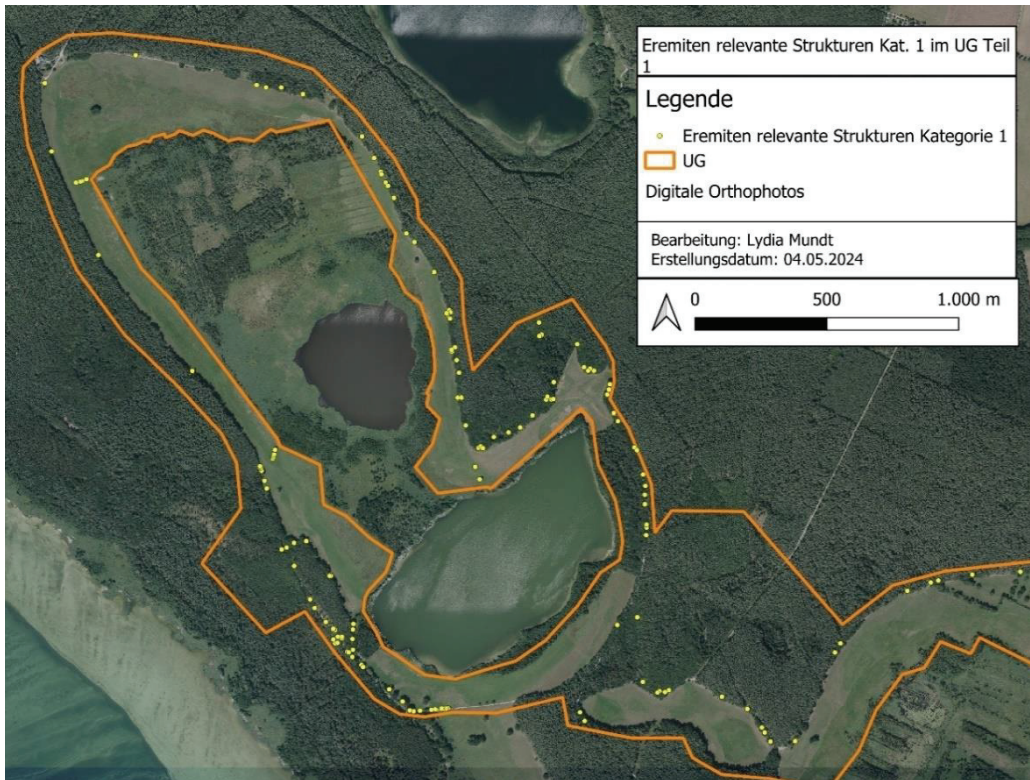 Eremiten relevante Strukturen Kat. 1 im UG Teil
1
Legende
Eremiten relevante Strukturen Kategorie 1
UG
Digitale Orthophotos
Bearbeitung: Lydia Mundt
Erstellungsdatum: 04.05.2024
0 500 1.000 m